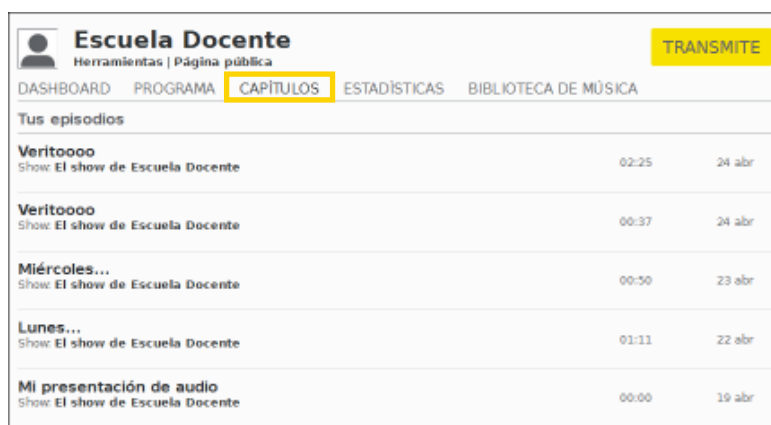 Escuela Docente
Herramientas | Página pública
TRANSMITE
DASHBOARD PROGRAMA CAPÍTULOS ESTADÍSTICAS BIBLIOTECA DE MÚSICA
Tus episodios
Veritoooo
Show: El show de Escuela Docente 02:25 24 abr
Veritoooo
Show: El show de Escuela Docente 00:37 24 abr
Miércoles...
Show: El show de Escuela Docente 00:50 23 abr
Lunes...
Show: El show de Escuela Docente 01:11 22 abr
Mi presentación de audio
Show: El show de Escuela Docente 00:00 19 abr